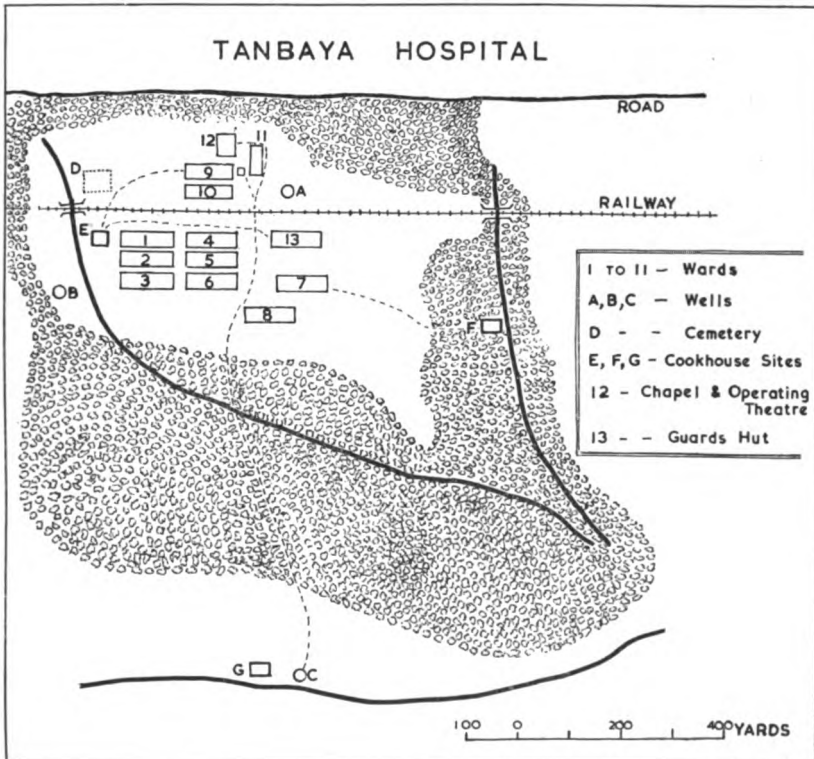 TANBAYA HOSPITAL
ROAD
12 11
D 9
10 A
RAILWAY
E 1 4 13
2 5
3 6 7
B
8 F
1 TO 11 — Wards
A, B, C — Wells
D - - Cemetery
E, F, G - Cookhouse Sites
12 - Chapel & Operating
Theatre
13 - - Guards Hut
G C
100 0 200 400 YARDS